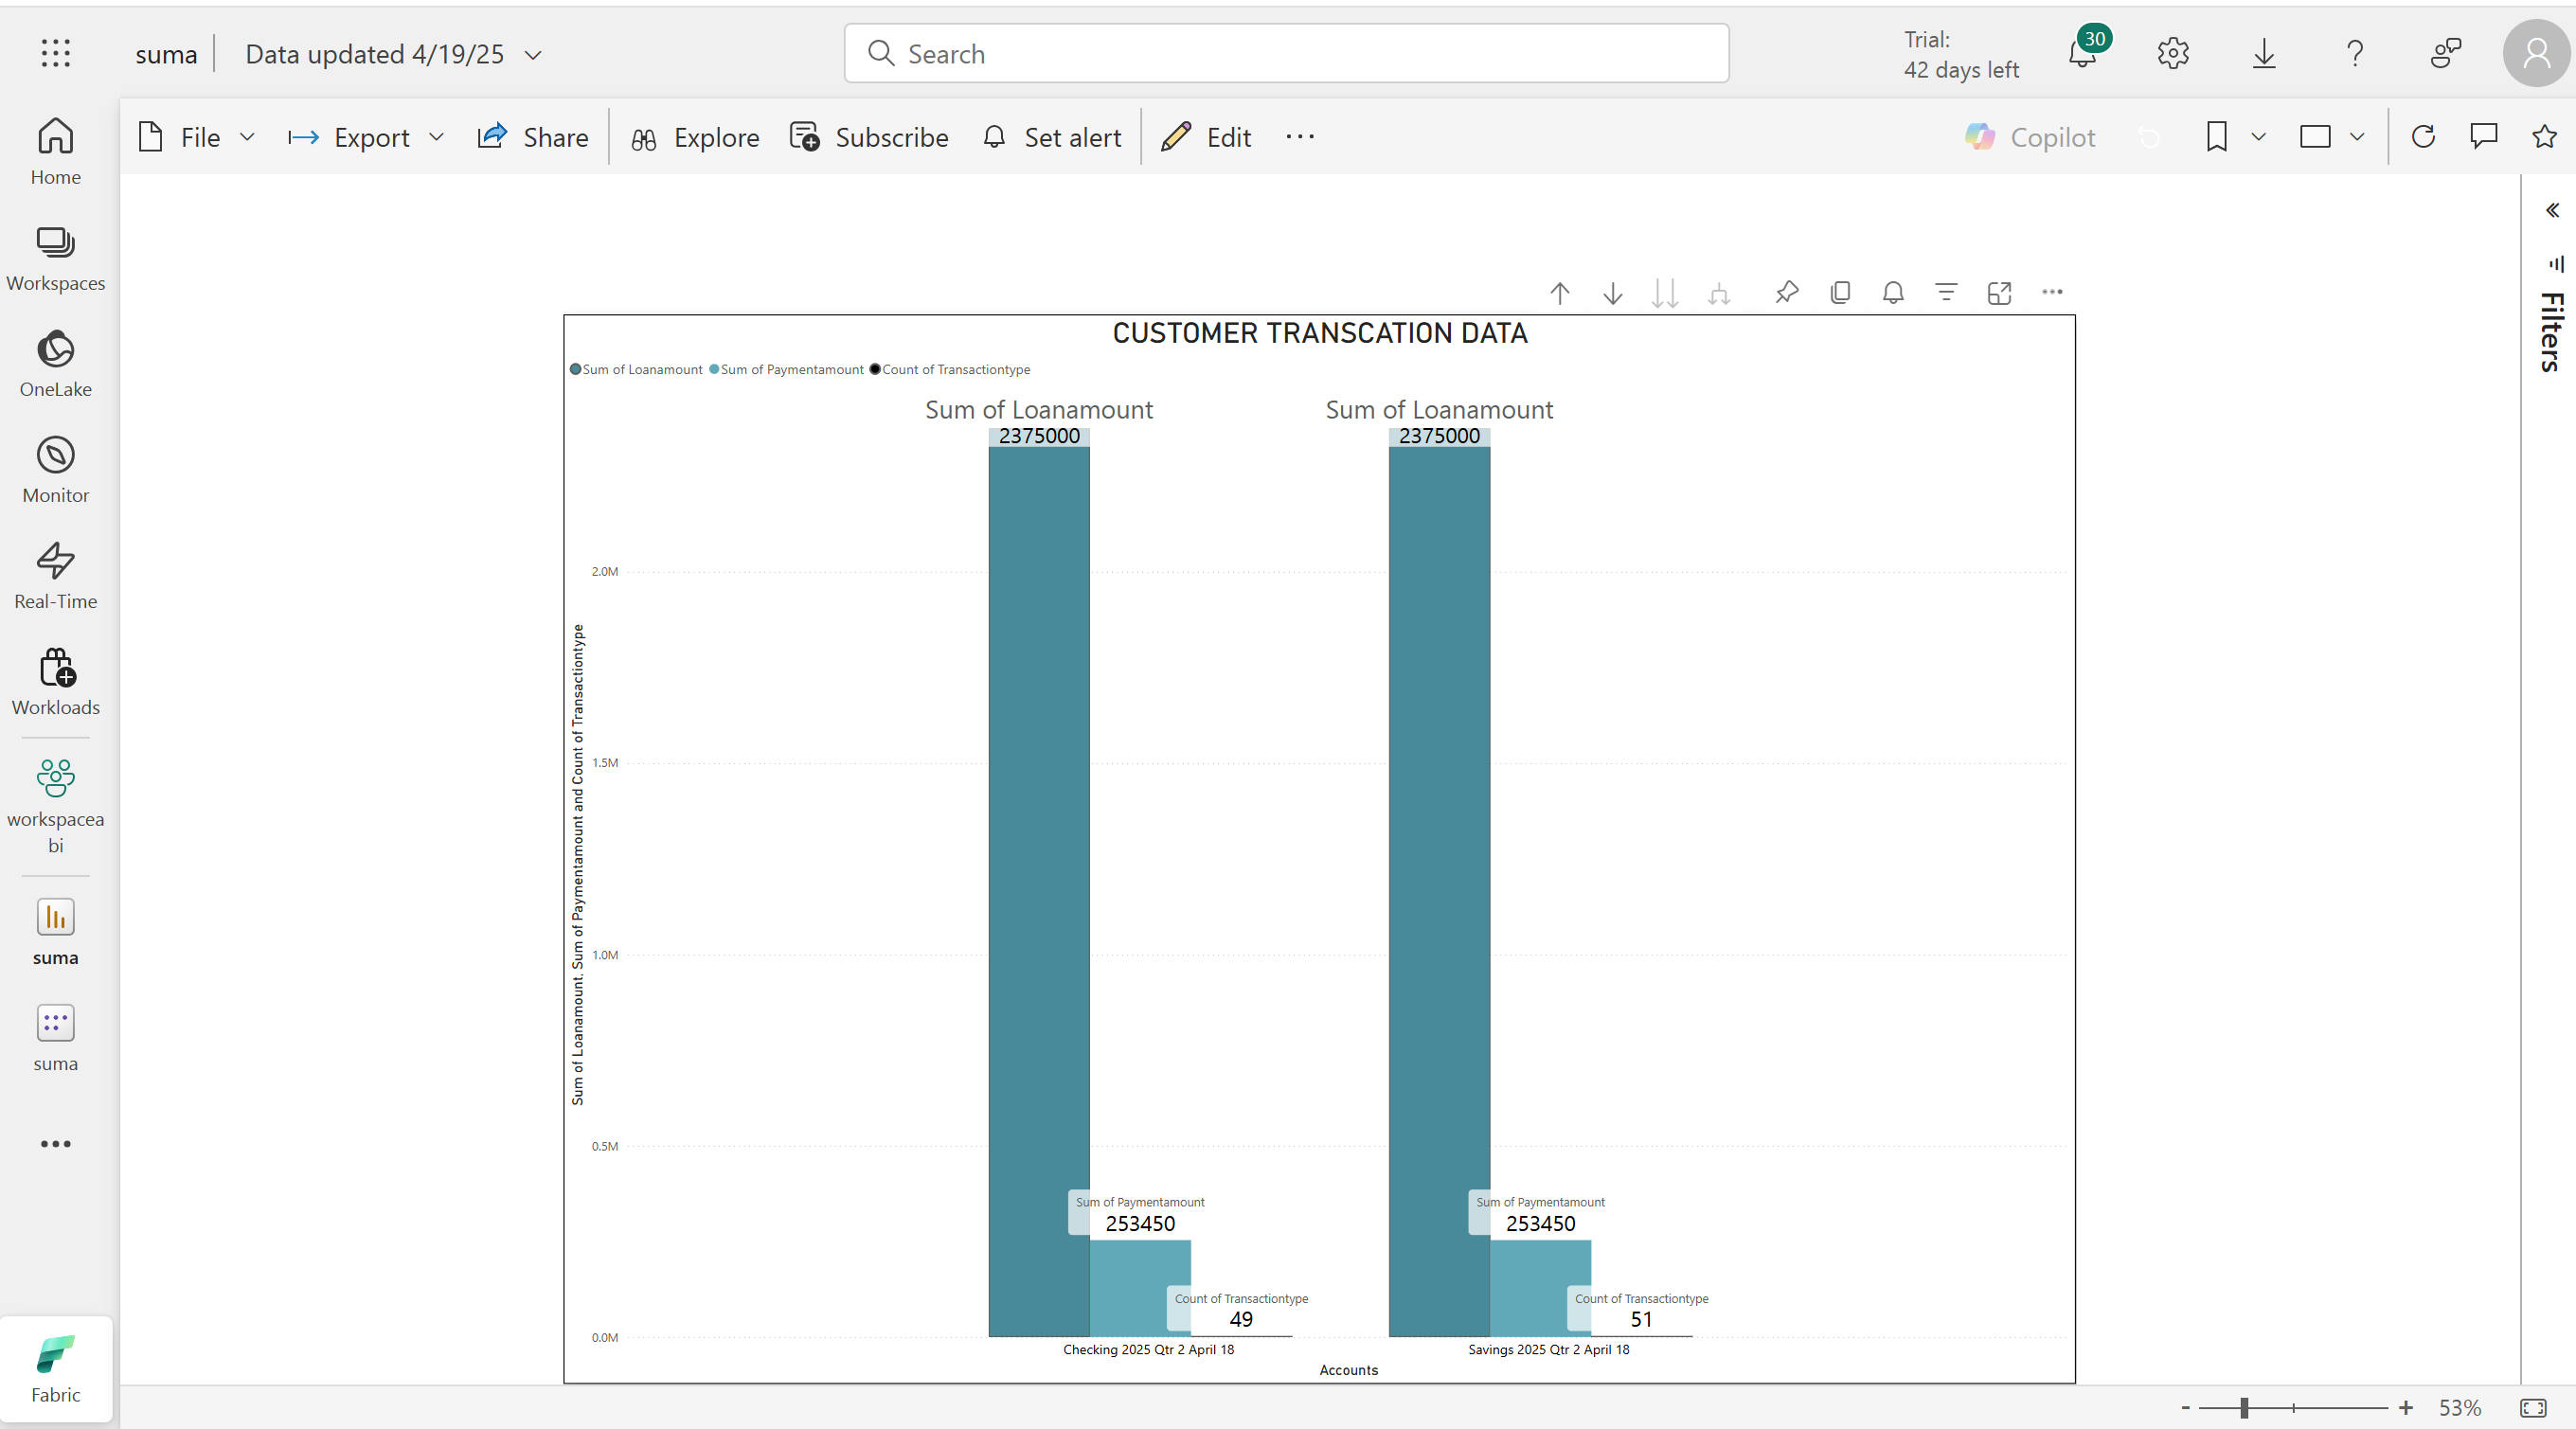 suma
Data updated 4/19/25
Search
Trial:
42 days left
30
Home
Workspaces
OneLake
Monitor
Real-Time
Workloads
workspacea
bi
suma
suma
Fabric
File
Export
Share
Explore
Subscribe
Set alert
Edit
Copilot
Filters
CUSTOMER TRANSCATION DATA
Sum of Loanamount
Sum of Paymentamount
Count of Transactiontype
Sum of Loanamount, Sum of Paymentamount and Count of Transactiontype
2.0M
1.5M
1.0M
0.5M
0.0M
Sum of Loanamount
2375000
Sum of Paymentamount
253450
Count of Transactiontype
49
Sum of Loanamount
2375000
Sum of Paymentamount
253450
Count of Transactiontype
51
Checking 2025 Qtr 2 April 18
Savings 2025 Qtr 2 April 18
Accounts
- + 53%